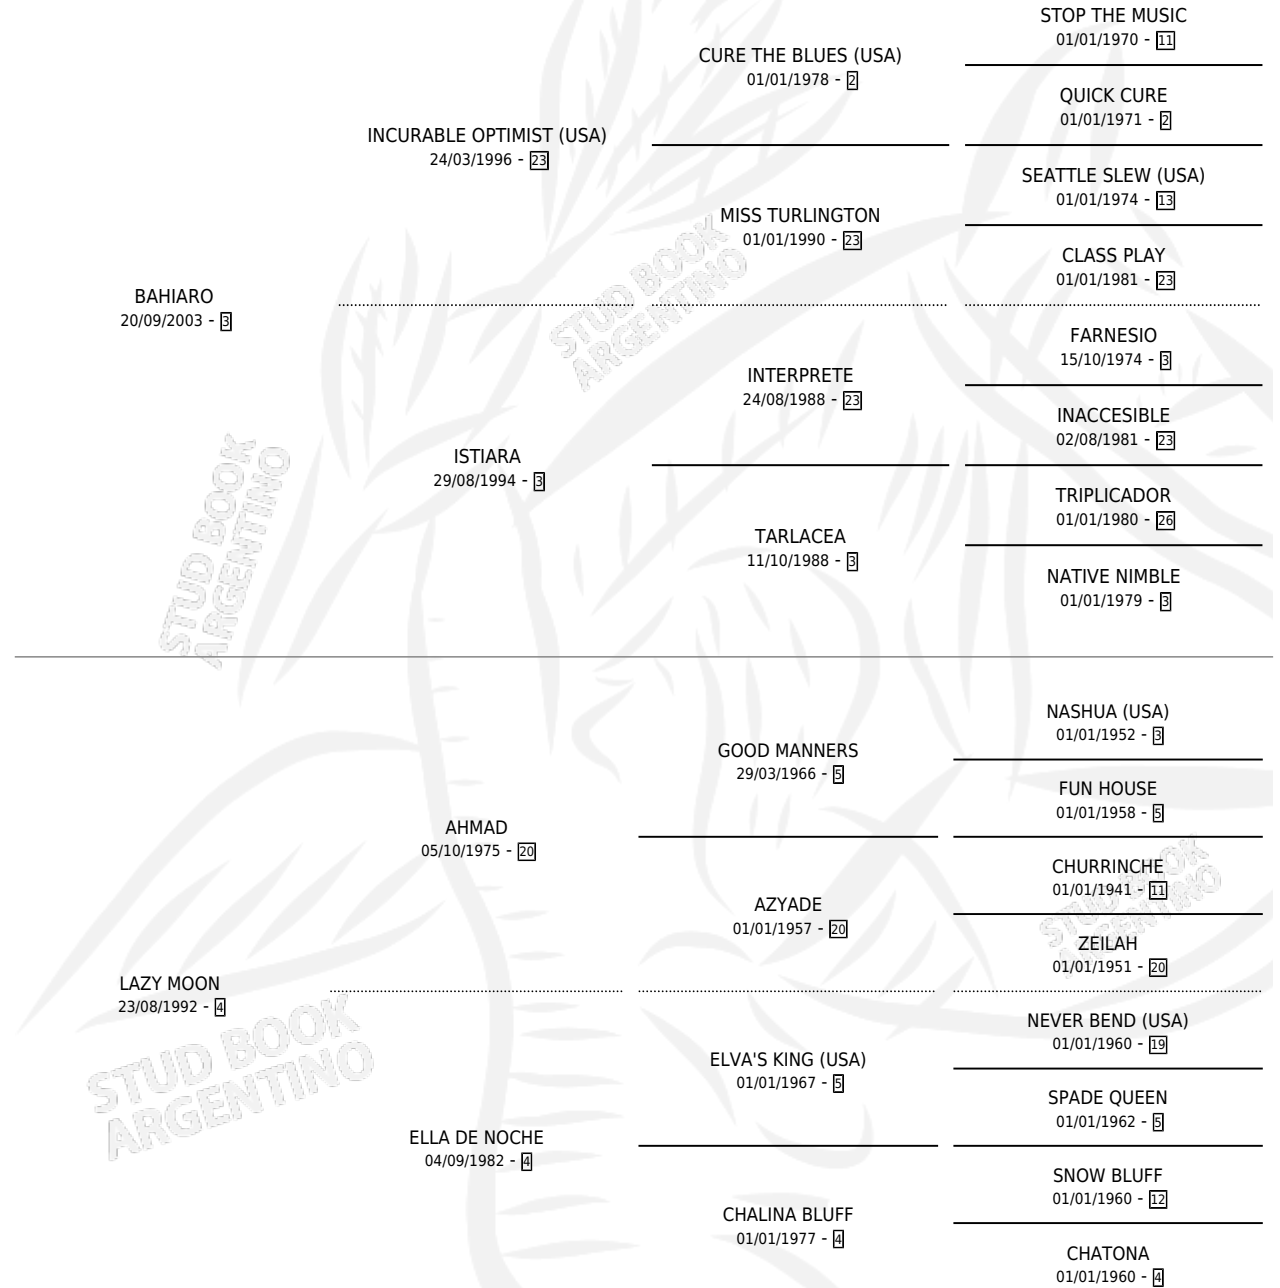 STOP THE MUSIC
01/01/1970 - 11
CURE THE BLUES (USA)
01/01/1978 - 2
QUICK CURE
01/01/1971 - 2
INCURABLE OPTIMIST (USA)
24/03/1996 - 23
SEATTLE SLEW (USA)
01/01/1974 - 13
MISS TURLINGTON
01/01/1990 - 23
CLASS PLAY
01/01/1981 - 23
BAHIARO
20/09/2003 - 3
FARNESIO
15/10/1974 - 3
INTERPRETE
24/08/1988 - 23
INACCESIBLE
02/08/1981 - 23
ISTIARA
29/08/1994 - 3
TRIPLICADOR
01/01/1980 - 26
TARLACEA
11/10/1988 - 3
NATIVE NIMBLE
01/01/1979 - 3
NASHUA (USA)
01/01/1952 - 3
GOOD MANNERS
29/03/1966 - 5
FUN HOUSE
01/01/1958 - 5
AHMAD
05/10/1975 - 20
CHURRINCHE
01/01/1941 - 11
AZYADE
01/01/1957 - 20
ZEILAH
01/01/1951 - 20
LAZY MOON
23/08/1992 - 4
NEVER BEND (USA)
01/01/1960 - 19
ELVA'S KING (USA)
01/01/1967 - 5
SPADE QUEEN
01/01/1962 - 5
ELLA DE NOCHE
04/09/1982 - 4
SNOW BLUFF
01/01/1960 - 12
CHALINA BLUFF
01/01/1977 - 4
CHATONA
01/01/1960 - 4
STUD BOOK
ARGENTINO
STUD BOOK
ARGENTINO
STUD BOOK
ARGENTINO
STUD BOOK
ARGENTINO